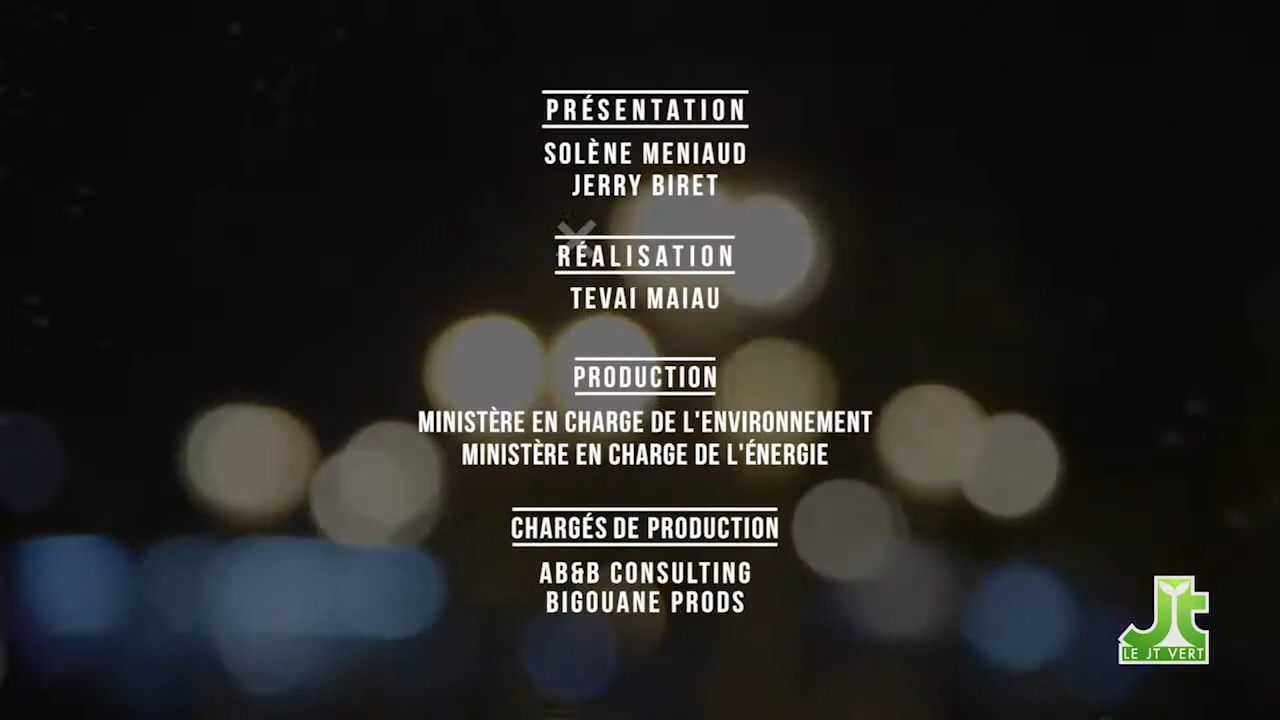 PRÉSENTATION
SOLÈNE MENIAUD
JERRY BIRET
RÉALISATION
TEVAI MAIAU
PRODUCTION
MINISTÈRE EN CHARGE DE L'ENVIRONNEMENT
MINISTÈRE EN CHARGE DE L'ÉNERGIE
CHARGÉS DE PRODUCTION
AB&B CONSULTING
BIGOUANE PRODS
Jt
LE JT VERT